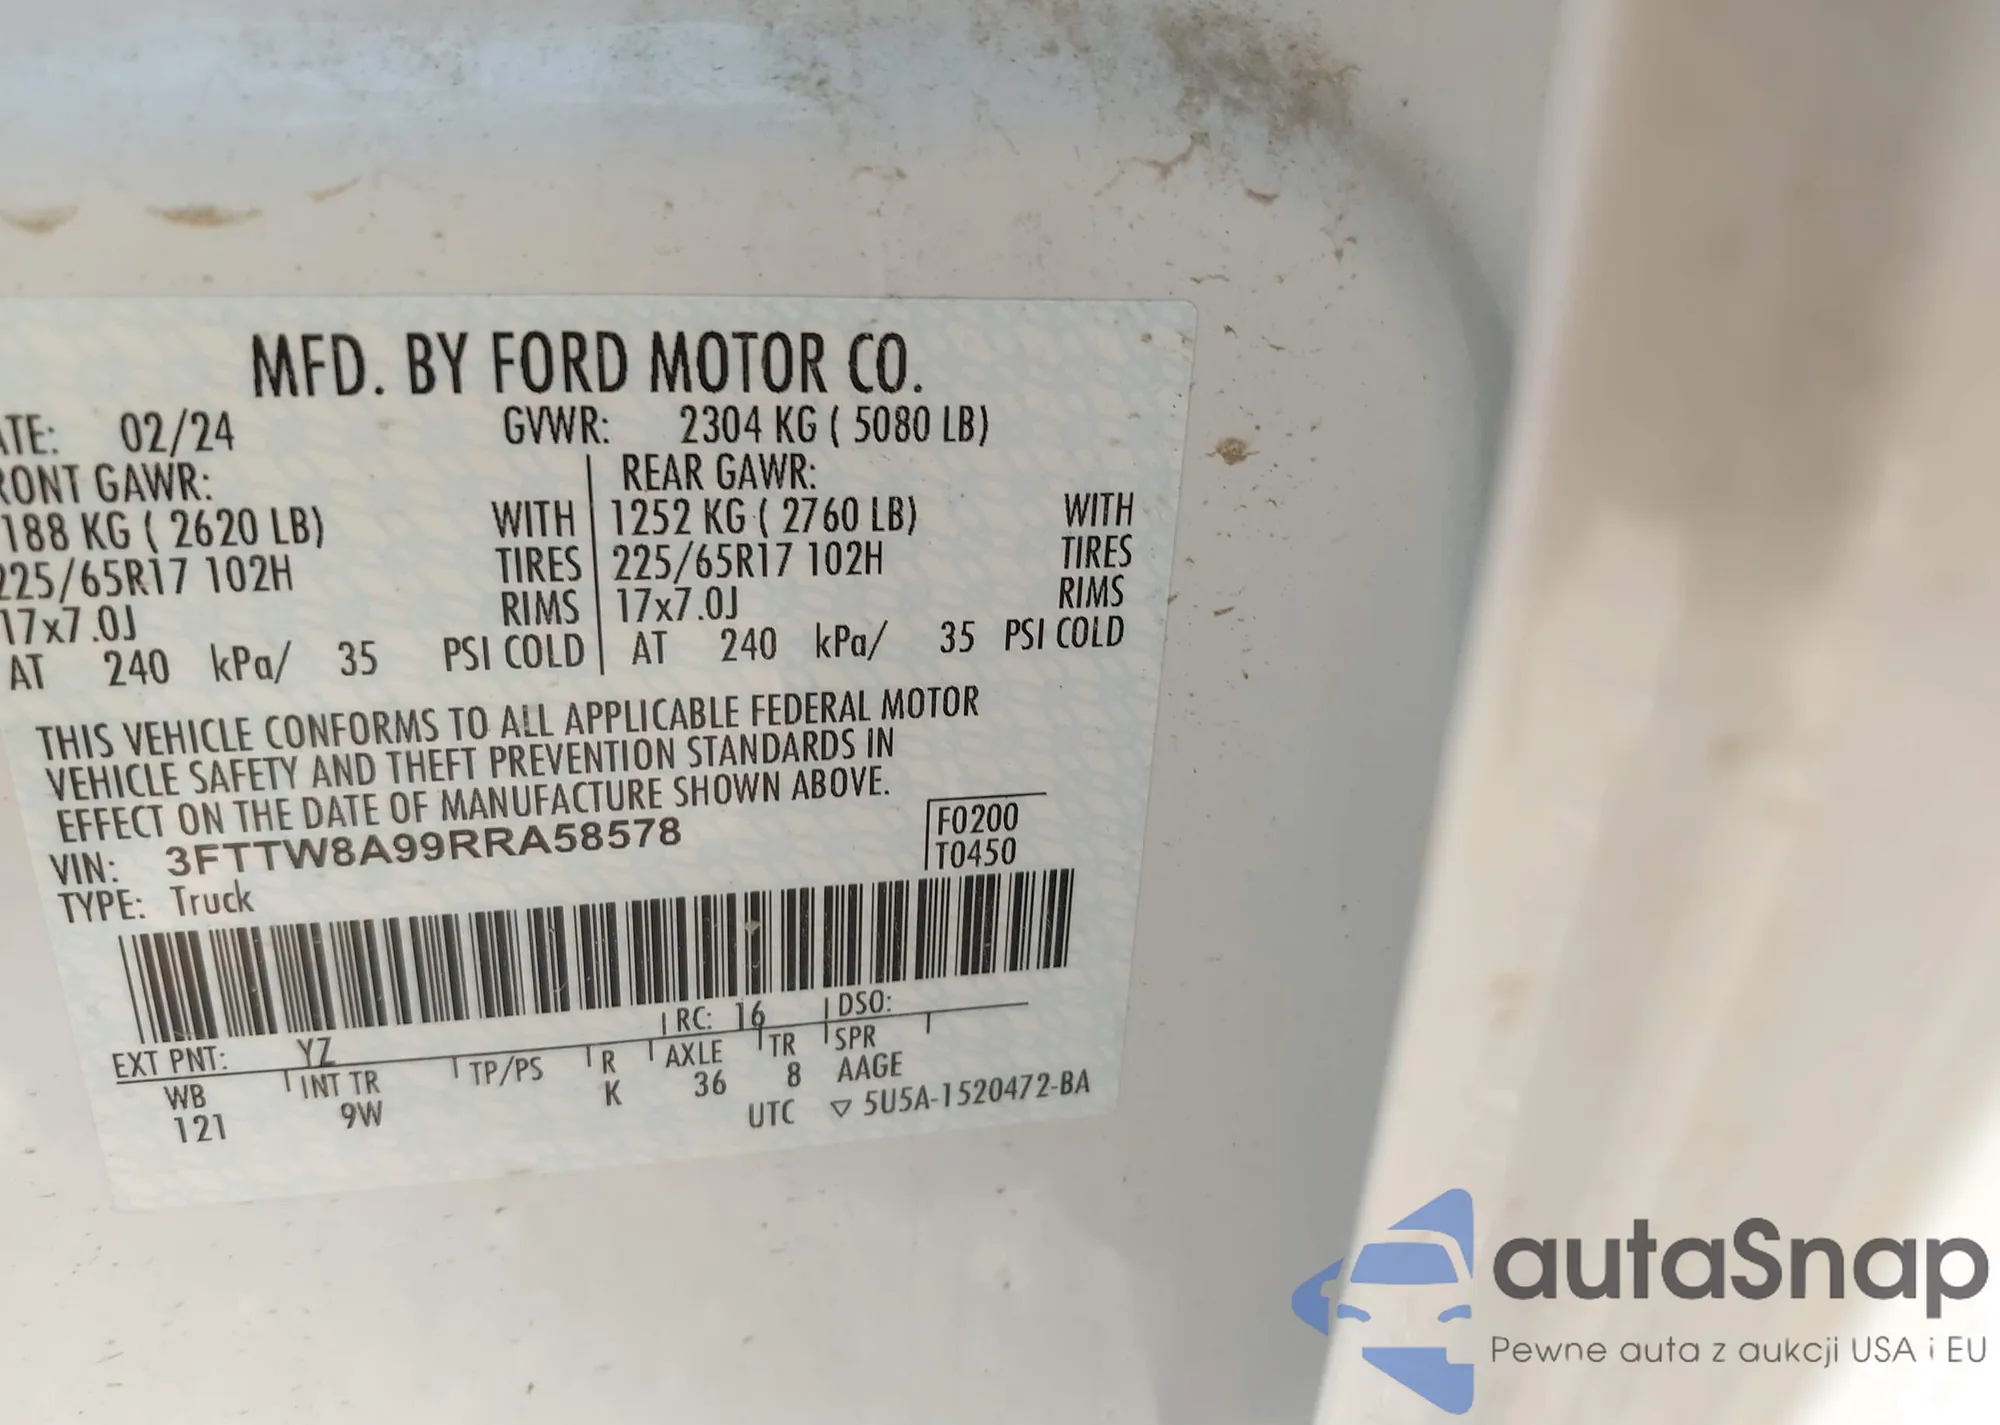 MFD. BY FORD MOTOR CO.
ATE: 02/24 GVWR: 2304 KG ( 5080 LB)
RONT GAWR: REAR GAWR:
188 KG ( 2620 LB) WITH 1252 KG ( 2760 LB) WITH
225/65R17 102H TIRES 225/65R17 102H TIRES
17x7.0J RIMS 17x7.0J RIMS
AT 240 kPa/ 35 PSI COLD AT 240 kPa/ 35 PSI COLD
THIS VEHICLE CONFORMS TO ALL APPLICABLE FEDERAL MOTOR
VEHICLE SAFETY AND THEFT PREVENTION STANDARDS IN
EFFECT ON THE DATE OF MANUFACTURE SHOWN ABOVE.
VIN: 3FTTW8A99RRA58578 F0200
TYPE: Truck T0450
EXT PNT: YZ RC: 16 DSO:
WB INT TR TP/PS R AXLE TR SPR
121 9W K 36 8 AAGE
UTC ▽ 5U5A-1520472-BA
autaSnap
Pewne auta z aukcji USA i EU